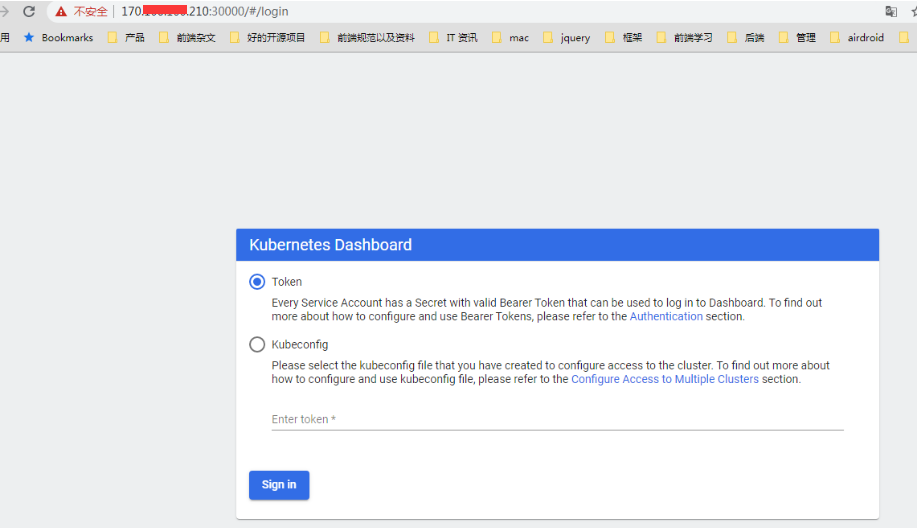 不安全 170. .210:30000/#/login
用 Bookmarks 产品 前端杂文 好的开源项目 前端规范以及资料 IT 资讯 mac jquery 框架 前端学习 后端 管理 airdroid
Kubernetes Dashboard
Token
Every Service Account has a Secret with valid Bearer Token that can be used to log in to Dashboard. To find out
more about how to configure and use Bearer Tokens, please refer to the Authentication section.
Kubeconfig
Please select the kubeconfig file that you have created to configure access to the cluster. To find out more about
how to configure and use kubeconfig file, please refer to the Configure Access to Multiple Clusters section.
Enter token *
Sign in